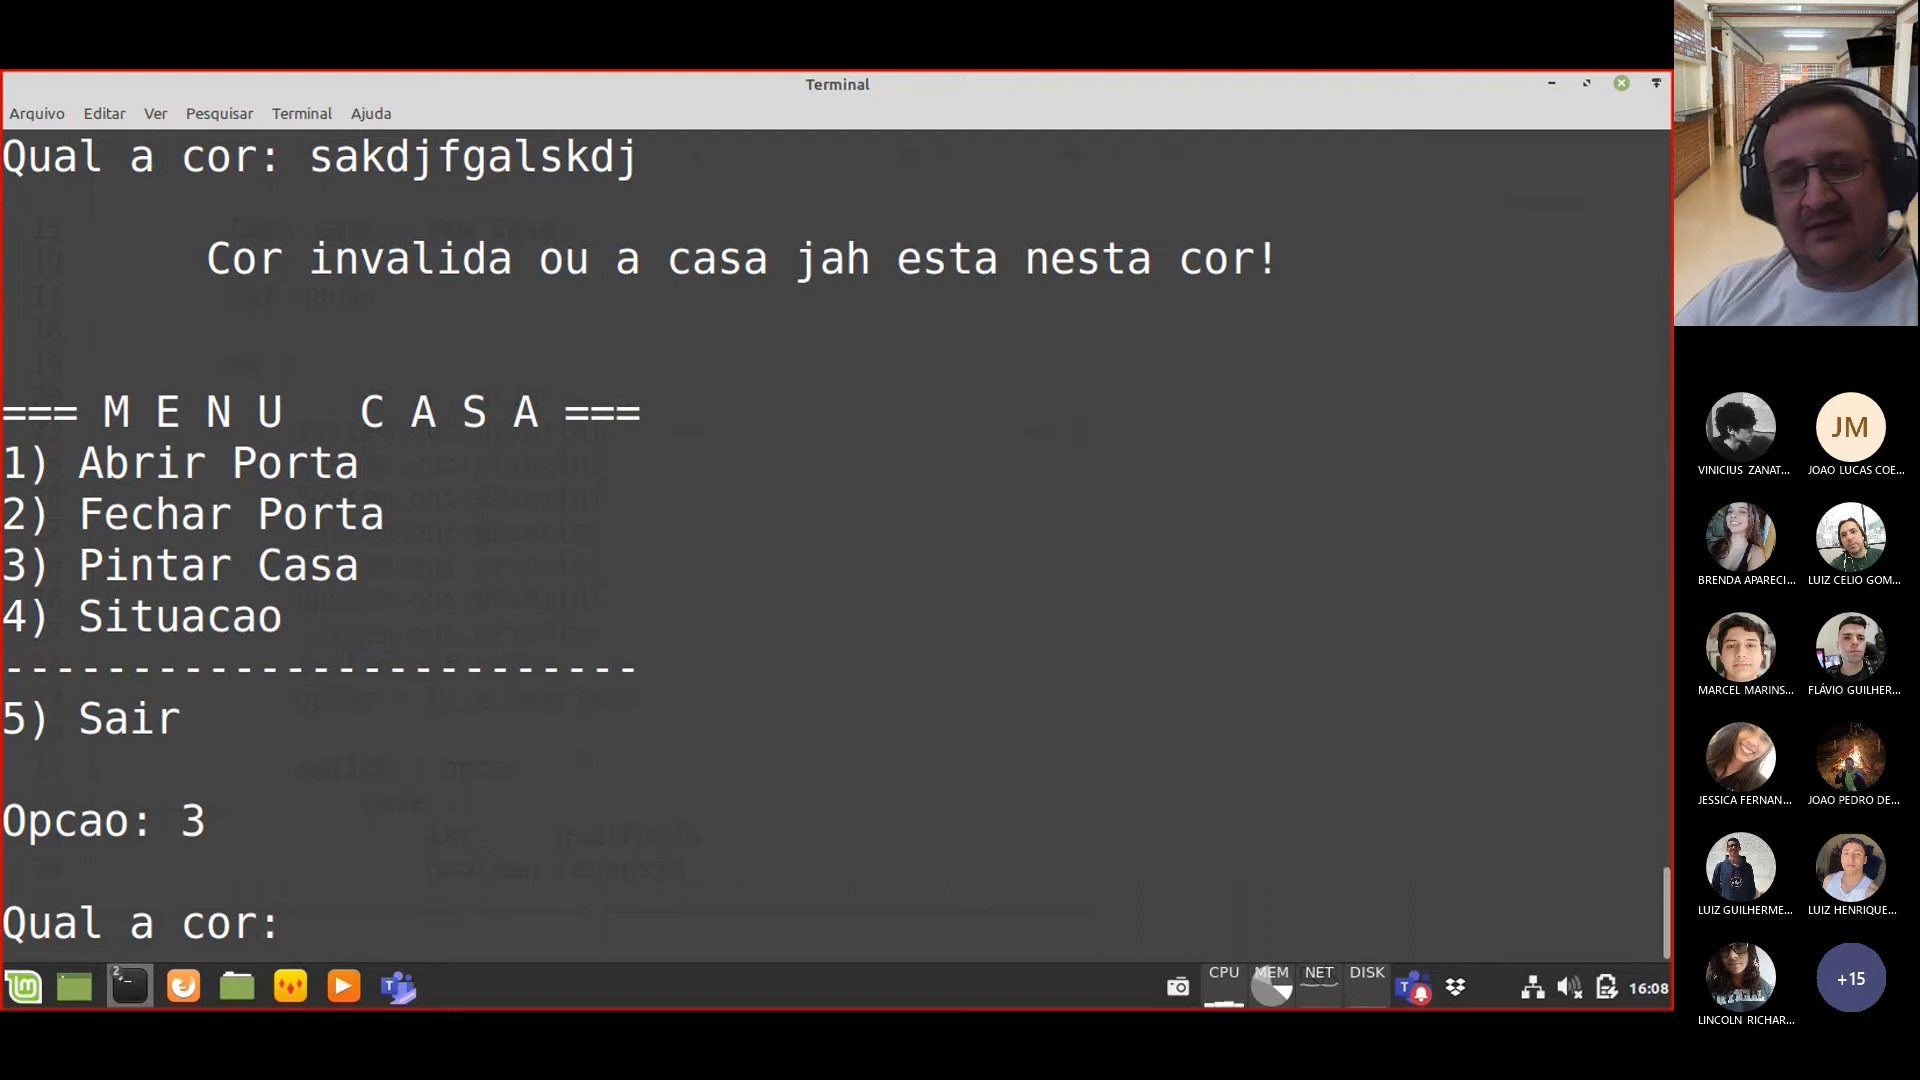 Terminal
Arquivo Editar Ver Pesquisar Terminal Ajuda
Qual a cor: sakdjfgalskdj
Cor invalida ou a casa jah esta nesta cor!
=== M E N U   C A S A ===
1) Abrir Porta
2) Fechar Porta
3) Pintar Casa
4) Situacao
-------------------------
5) Sair
Opcao: 3
Qual a cor:
2
CPU MEM NET DISK
16:08
JM
VINICIUS ZANAT... JOAO LUCAS COE...
BRENDA APARECI... LUIZ CELIO GOM...
MARCEL MARINS... FLÁVIO GUILHER...
JESSICA FERNAN... JOAO PEDRO DE...
LUIZ GUILHERME... LUIZ HENRIQUE...
+15
LINCOLN RICHAR...